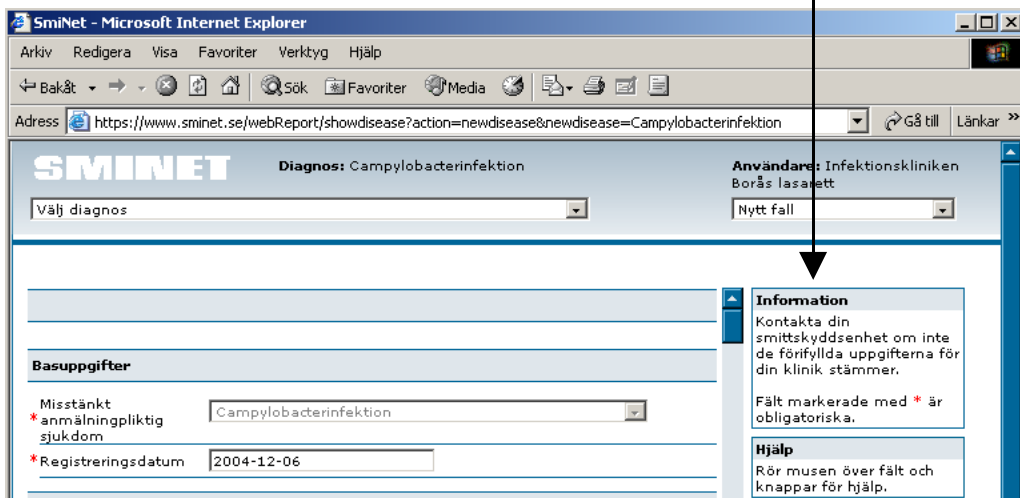 SmiNet - Microsoft Internet Explorer
Arkiv Redigera Visa Favoriter Verktyg Hjälp
Bakåt Sök Favoriter Media
Adress https://www.sminet.se/webReport/showdisease?action=newdisease&newdisease=Campylobacterinfektion Gå till Länkar »
SMINET
Diagnos: Campylobacterinfektion
Användare: Infektionskliniken
Borås lasarett
Välj diagnos
Nytt fall
Basuppgifter
Misstänkt
*anmälningpliktig
sjukdom
Campylobacterinfektion
*Registreringsdatum 2004-12-06
Information
Kontakta din
smittskyddsenhet om inte
de förifyllda uppgifterna för
din klinik stämmer.
Fält markerade med * är
obligatoriska.
Hjälp
Rör musen över fält och
knappar för hjälp.